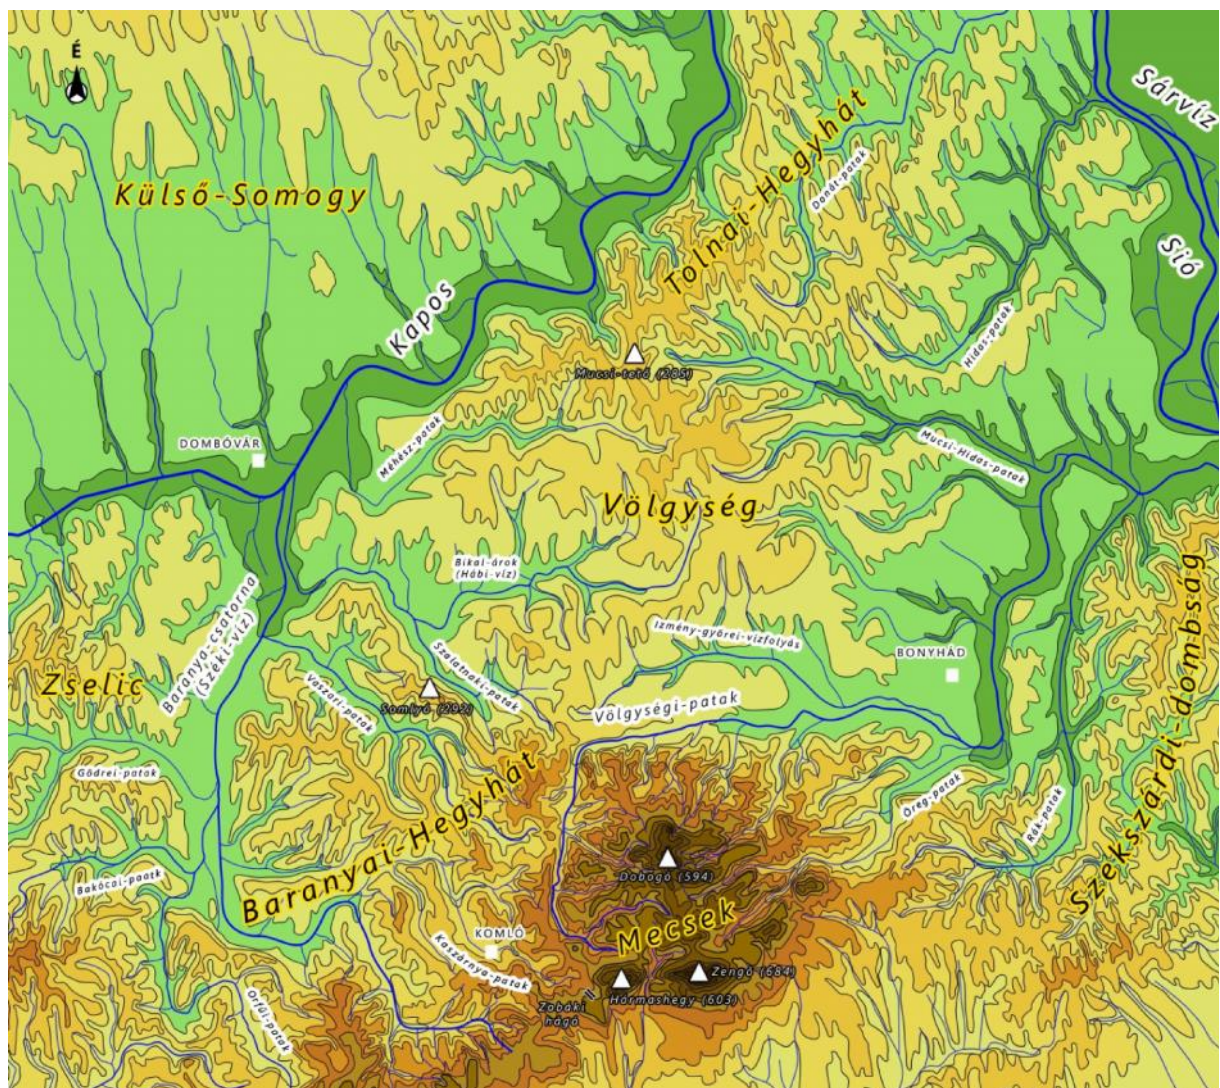 É
Sárvíz
Külső-Somogy
Tolnai-Hegyhát
Donát-patak
Sió
Kapos
Hidas-patak
Mucsi-tető (285)
DOMBÓVÁR
Méhész-patak
Mucsi-Hidas-patak
Völgység
Bikal-árok
(Hábi-víz)
Baranya-csatorna
(Széki-víz)
Izmény-györei-vízfolyás
BONYHÁD
Szekszárdi-dombság
Zselic
Vaszari-patak
Szalatnaki-patak
Somlyó (292)
Völgységi-patak
Gödrei-patak
Baranyai-Hegyhát
Öreg-patak
Rák-patak
Bakócai-paatk
Dobogó (594)
Mecsek
KOMLÓ
Kaszárnya-patak
Zengő (684)
Hármashegy (603)
Zobáki
hágó
Orfűi-patak